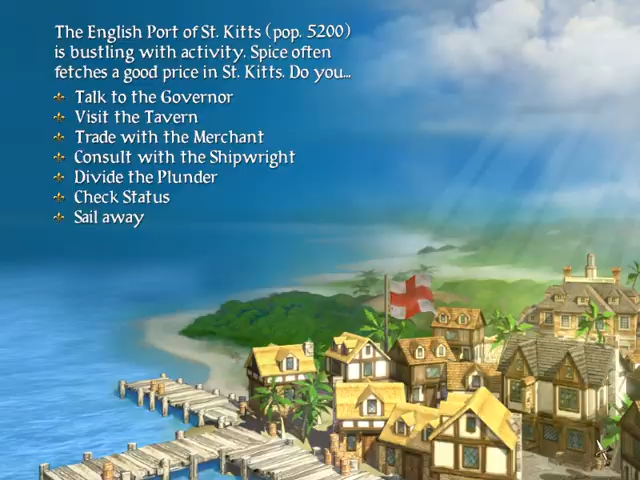 The English Port of St. Kitts (pop. 5200)
is bustling with activity. Spice often
fetches a good price in St. Kitts. Do you...
Talk to the Governor
Visit the Tavern
Trade with the Merchant
Consult with the Shipwright
Divide the Plunder
Check Status
Sail away